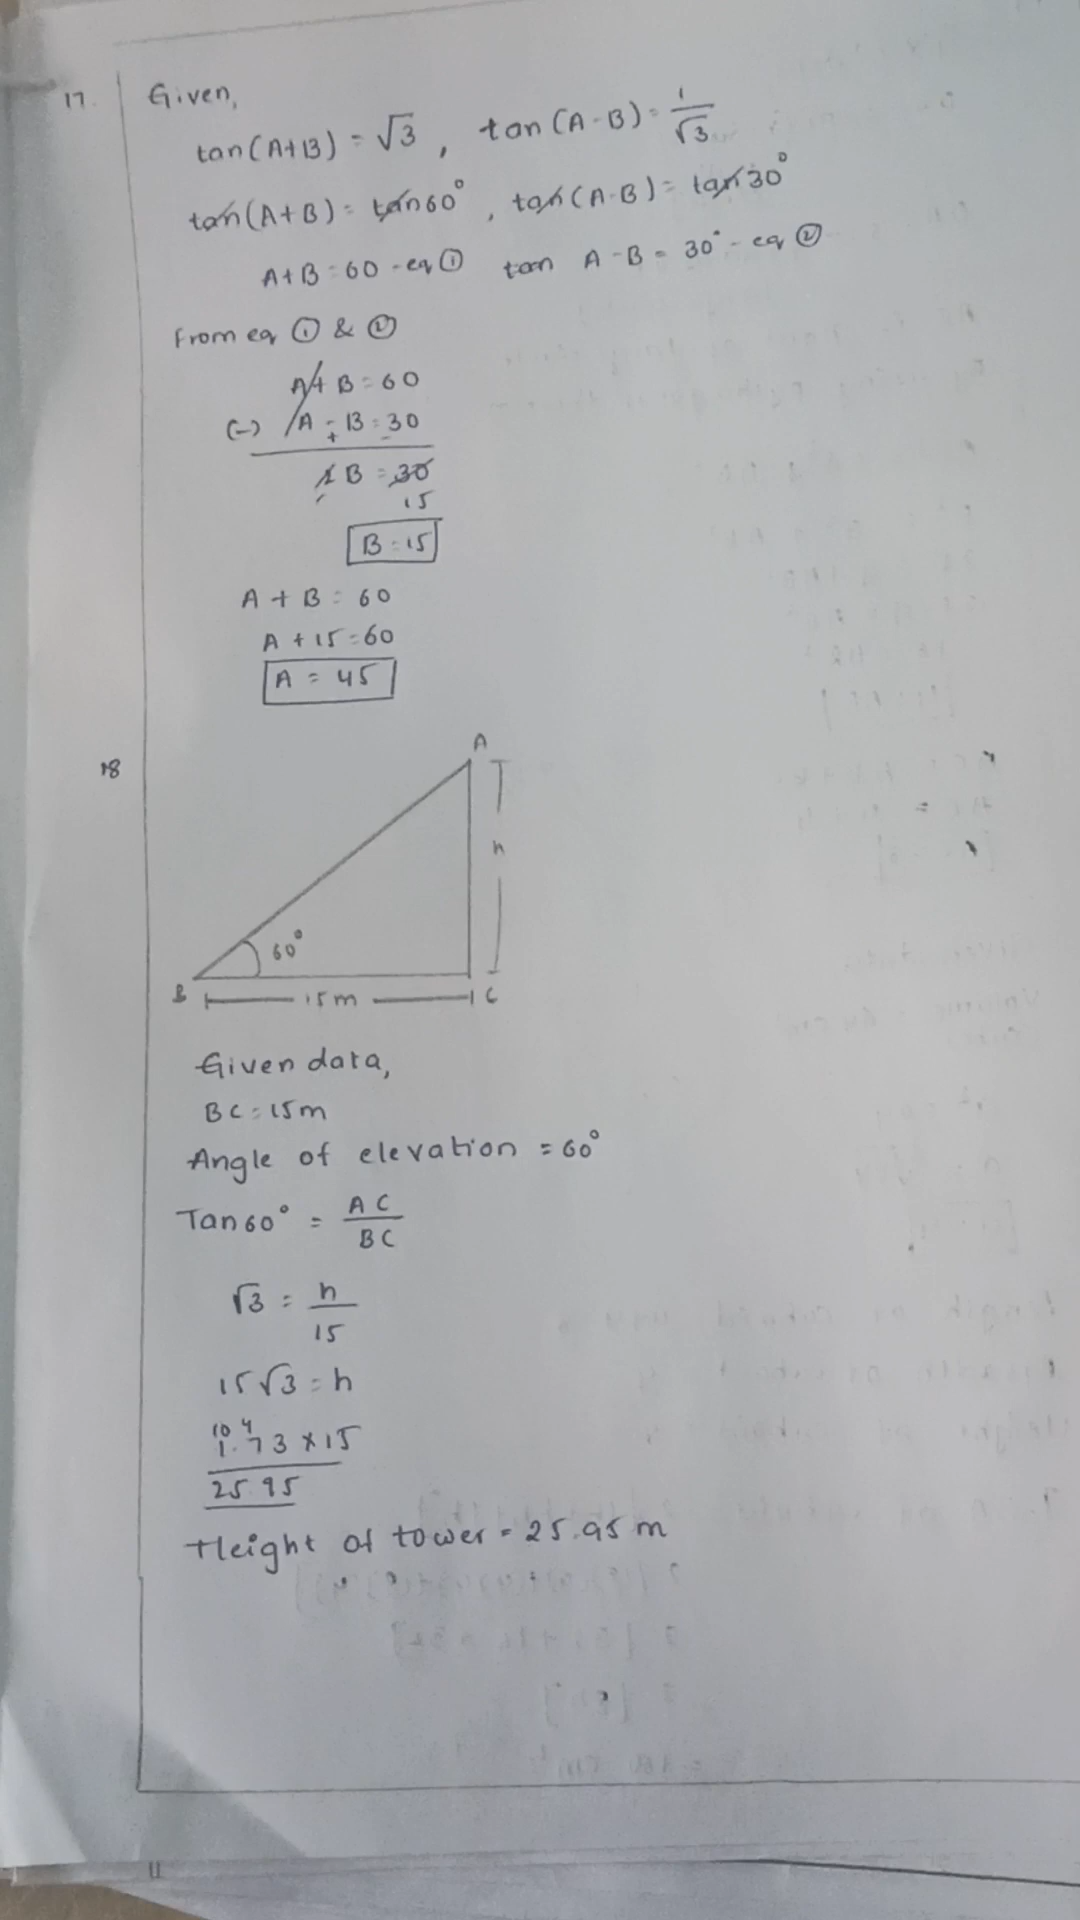 17. Given,
tan(A+B) = √3 , tan(A-B) = 1/√3
tan(A+B) = tan60° , tan(A-B) = tan30°
A+B = 60 - eq ① tan A-B = 30° - eq ②
From eq ① & ②
A+B = 60
(-) A - B = 30
+ -
2B = 30
15
B = 15
A + B = 60
A + 15 = 60
A = 45
18
A
h
60°
B 15m C
Given data,
BC = 15m
Angle of elevation = 60°
Tan60° = AC/BC
√3 = h/15
15√3 = h
10 4
1.73 x 15
25.95
Height of tower = 25.95 m